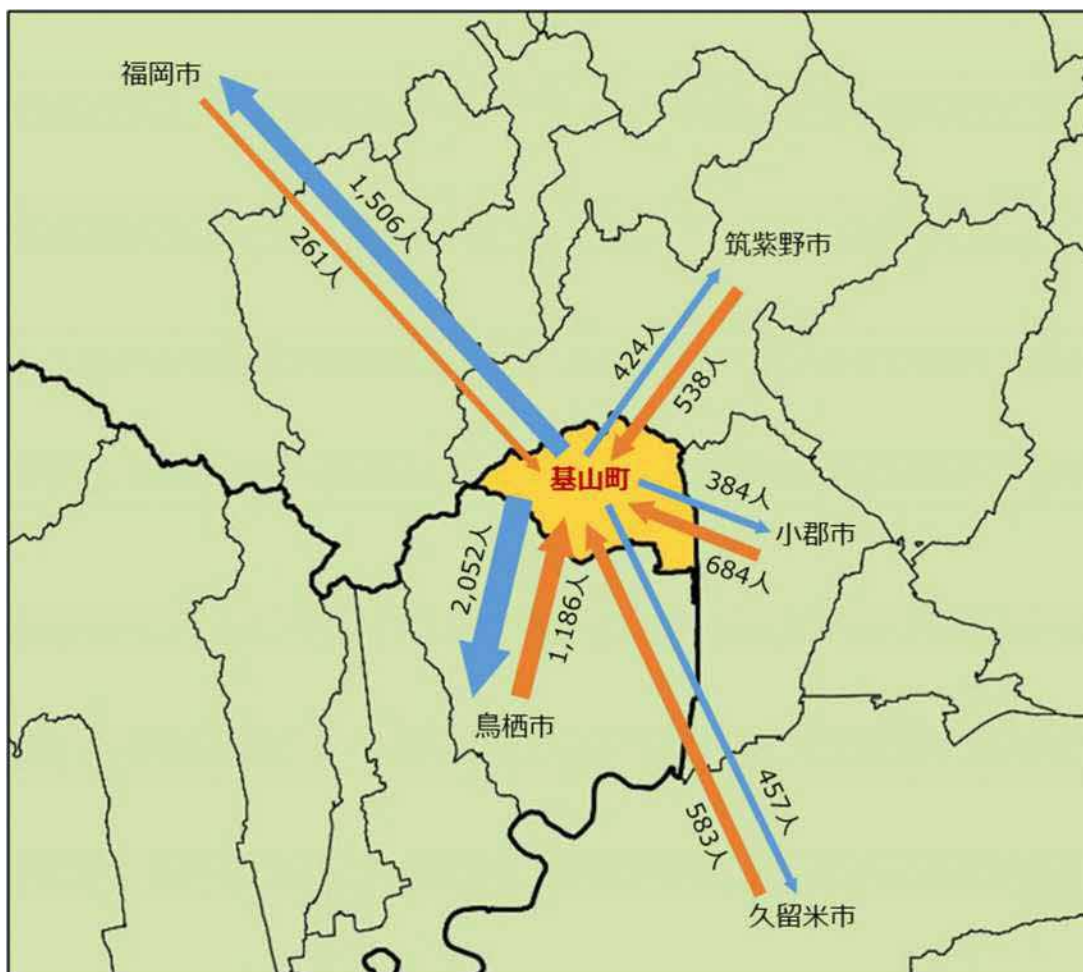 福岡市
1,506人
261人
筑紫野市
424人
538人
基山町
384人
小郡市
684人
2,052人
1,186人
鳥栖市
457人
583人
久留米市